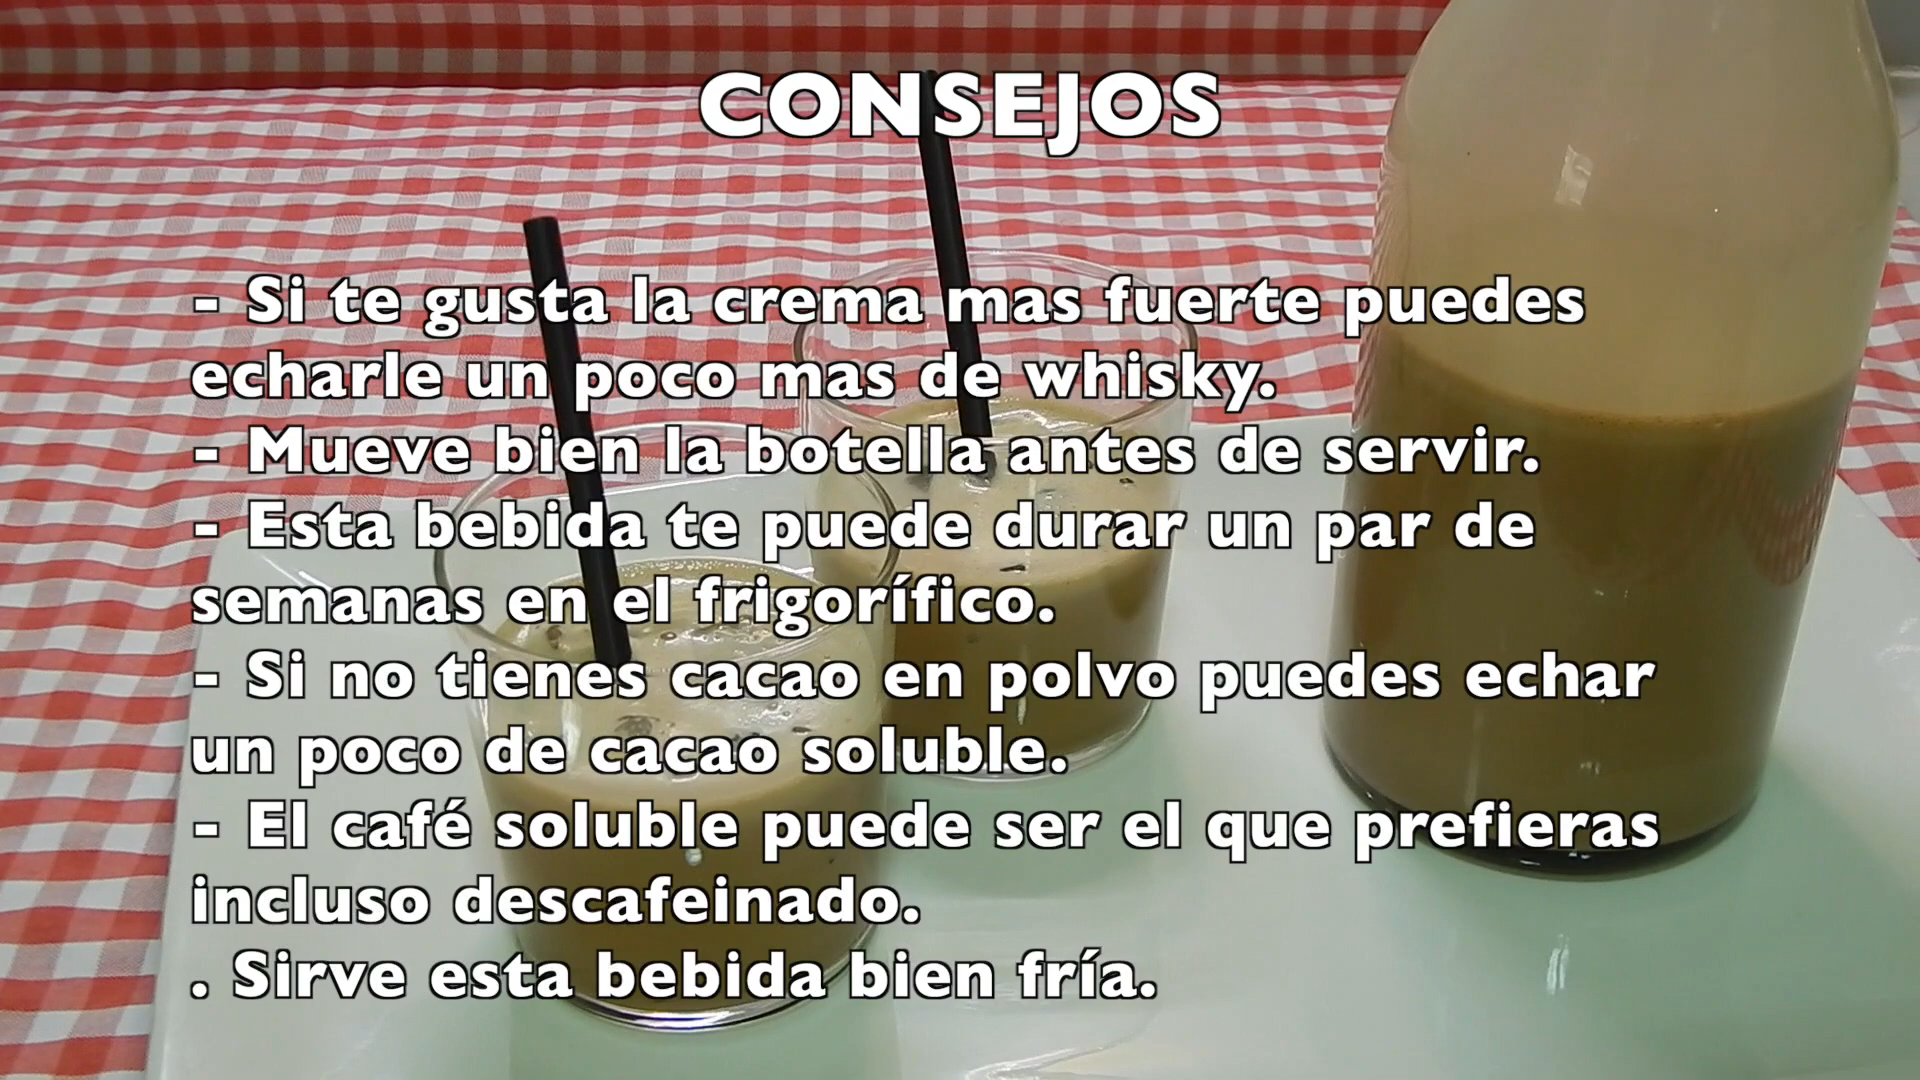 CONSEJOS
- Si te gusta la crema mas fuerte puedes
echarle un poco mas de whisky.
- Mueve bien la botella antes de servir.
- Esta bebida te puede durar un par de
semanas en el frigorífico.
- Si no tienes cacao en polvo puedes echar
un poco de cacao soluble.
- El café soluble puede ser el que prefieras
incluso descafeinado.
. Sirve esta bebida bien fría.